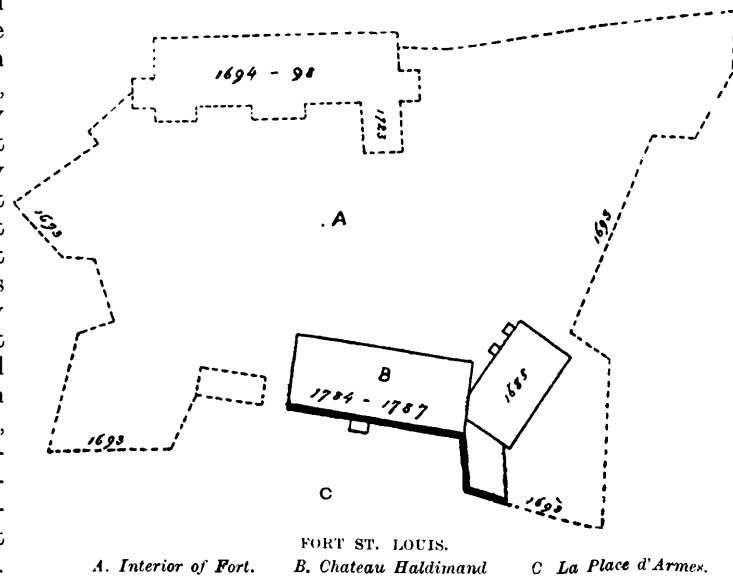 1694 - 98
1723
1693
. A
1693
B
1685
1784 - 1787
1693
C
1693
FORT ST. LOUIS.
A. Interior of Fort. B. Chateau Haldimand C La Place d'Armes.